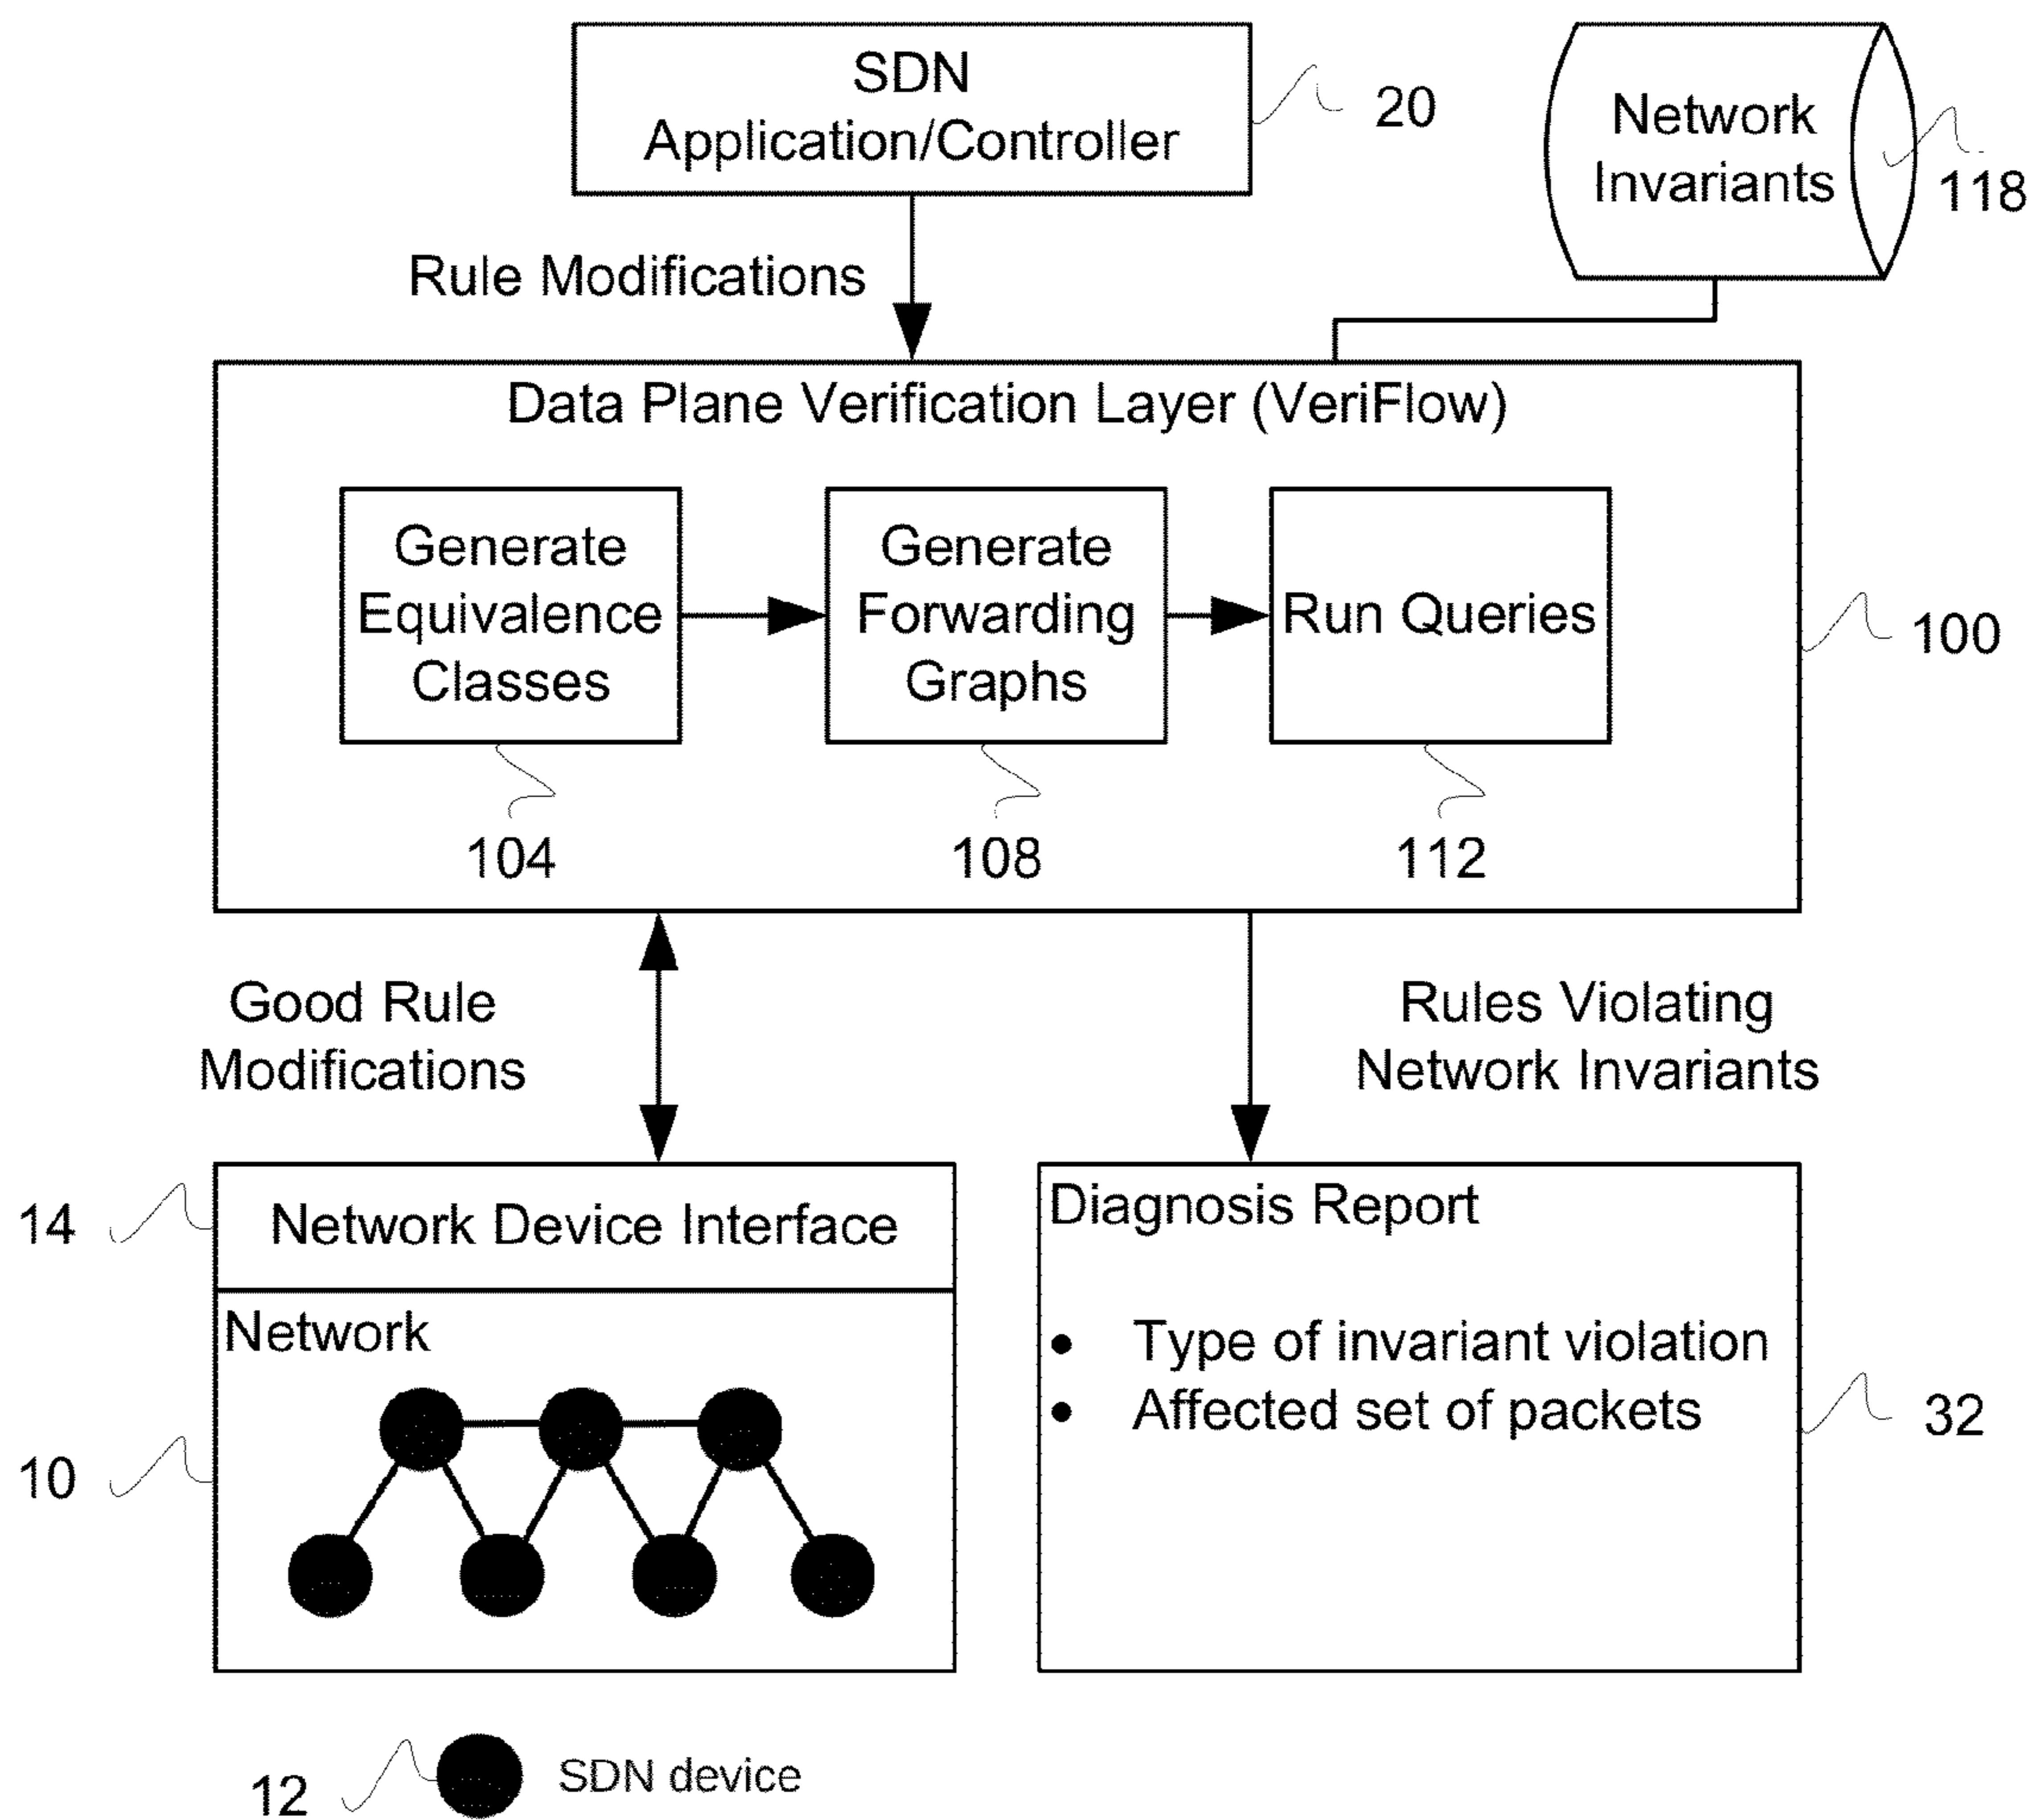 SDN
Application/Controller
20
Network
Invariants
118
Rule Modifications
Data Plane Verification Layer (VeriFlow)
Generate
Equivalence
Classes
Generate
Forwarding
Graphs
Run Queries
100
104
108
112
Good Rule
Modifications
Rules Violating
Network Invariants
14
Network Device Interface
Network
10
Diagnosis Report
• Type of invariant violation
• Affected set of packets
32
12
SDN device